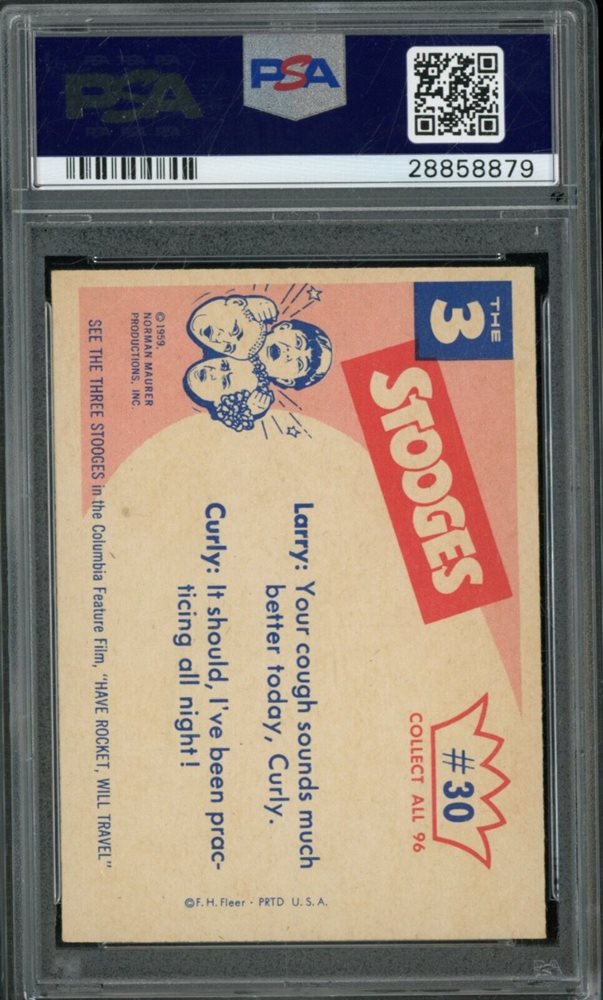 PSA
PSA
28858879
THE
3
STOOGES
#30
COLLECT ALL 96
© 1959,
NORMAN MAURER
PRODUCTIONS, INC
Larry: Your cough sounds much
better today, Curly.
Curly: It should, I've been prac-
ticing all night!
©F. H. Fleer · PRTD U. S. A.
SEE THE THREE STOOGES in the Columbia Feature Film, "HAVE ROCKET, WILL TRAVEL"